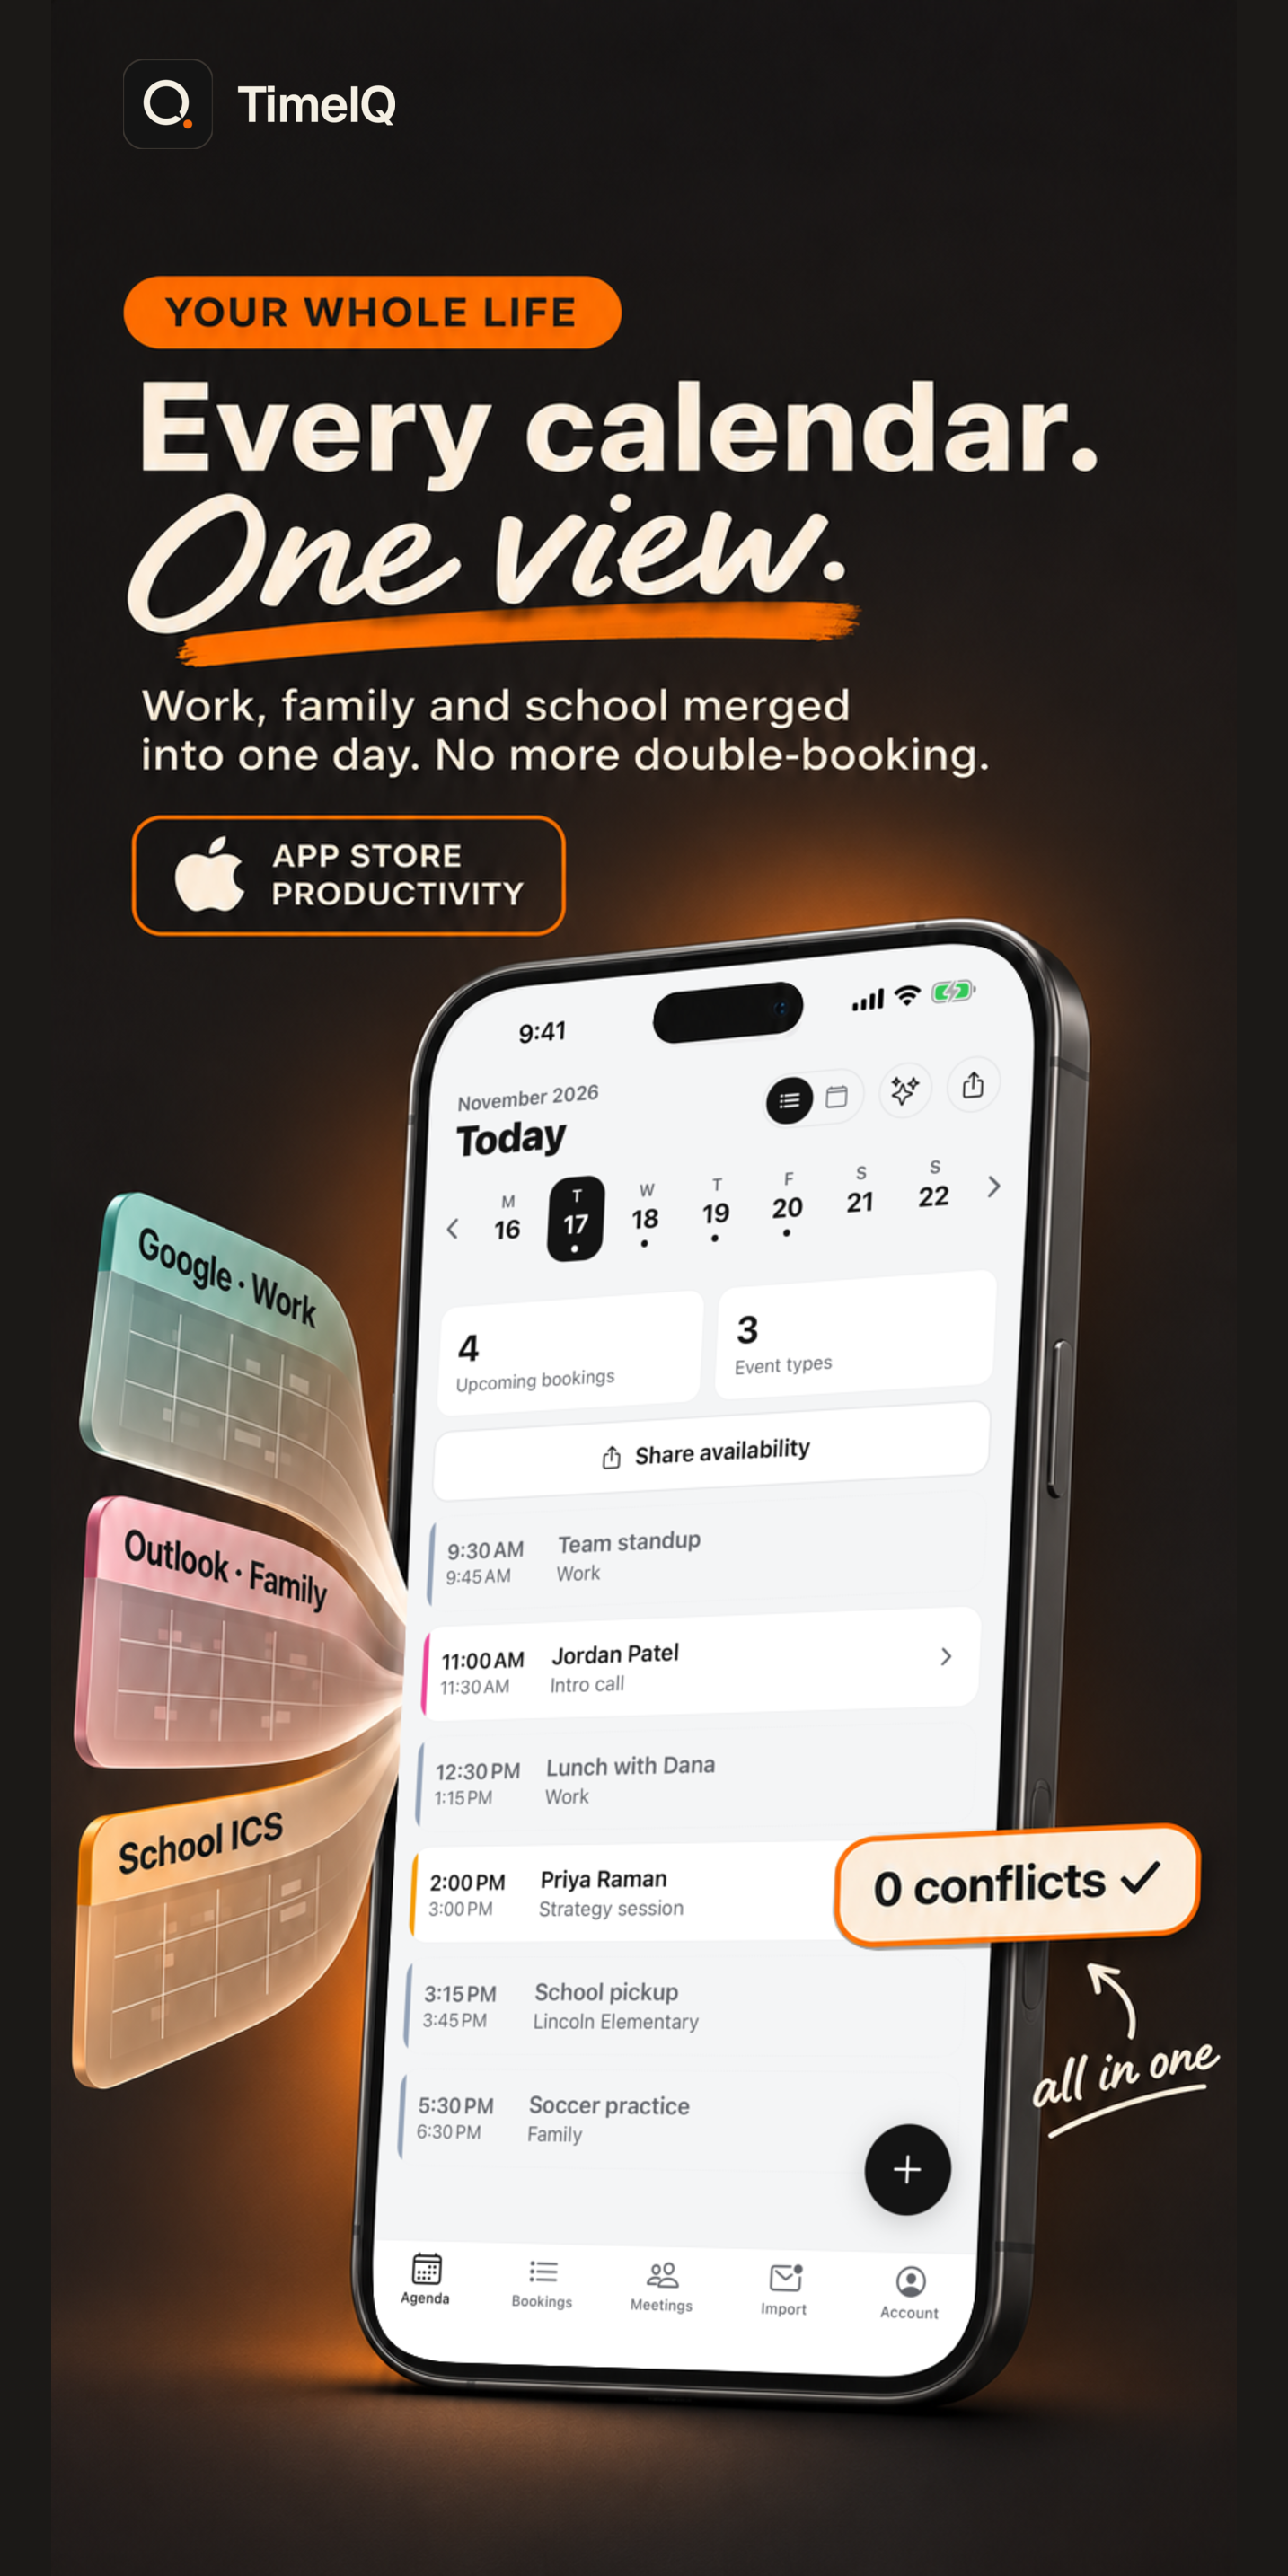 TimeIQ
YOUR WHOLE LIFE
Every calendar.
One view.
Work, family and school merged
into one day. No more double-booking.
APP STORE
PRODUCTIVITY
9:41
November 2026
Today
M T W T F S S
16 17 18 19 20 21 22
4
Upcoming bookings
3
Event types
Share availability
Google · Work
Outlook · Family
School ICS
9:30 AM Team standup
9:45 AM Work
11:00 AM Jordan Patel
11:30 AM Intro call
12:30 PM Lunch with Dana
1:15 PM Work
2:00 PM Priya Raman
3:00 PM Strategy session
0 conflicts ✓
all in one
3:15 PM School pickup
3:45 PM Lincoln Elementary
5:30 PM Soccer practice
6:30 PM Family
Agenda Bookings Meetings Import Account